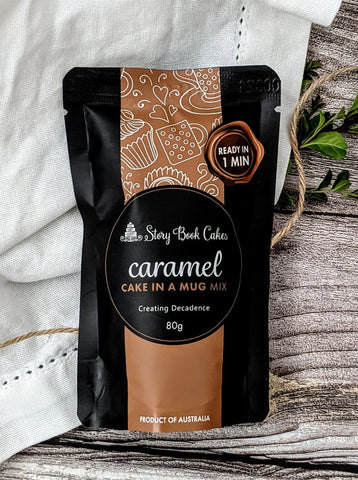 READY IN
1 MIN
Story Book Cakes
caramel
CAKE IN A MUG MIX
Creating Decadence
80g
PRODUCT OF AUSTRALIA